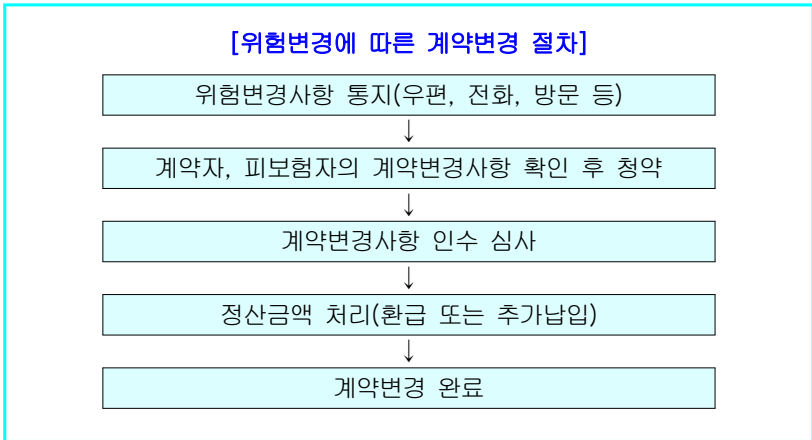 [위험변경에 따른 계약변경 절차]
위험변경사항 통지(우편, 전화, 방문 등)
↓
계약자, 피보험자의 계약변경사항 확인 후 청약
↓
계약변경사항 인수 심사
↓
정산금액 처리(환급 또는 추가납입)
↓
계약변경 완료